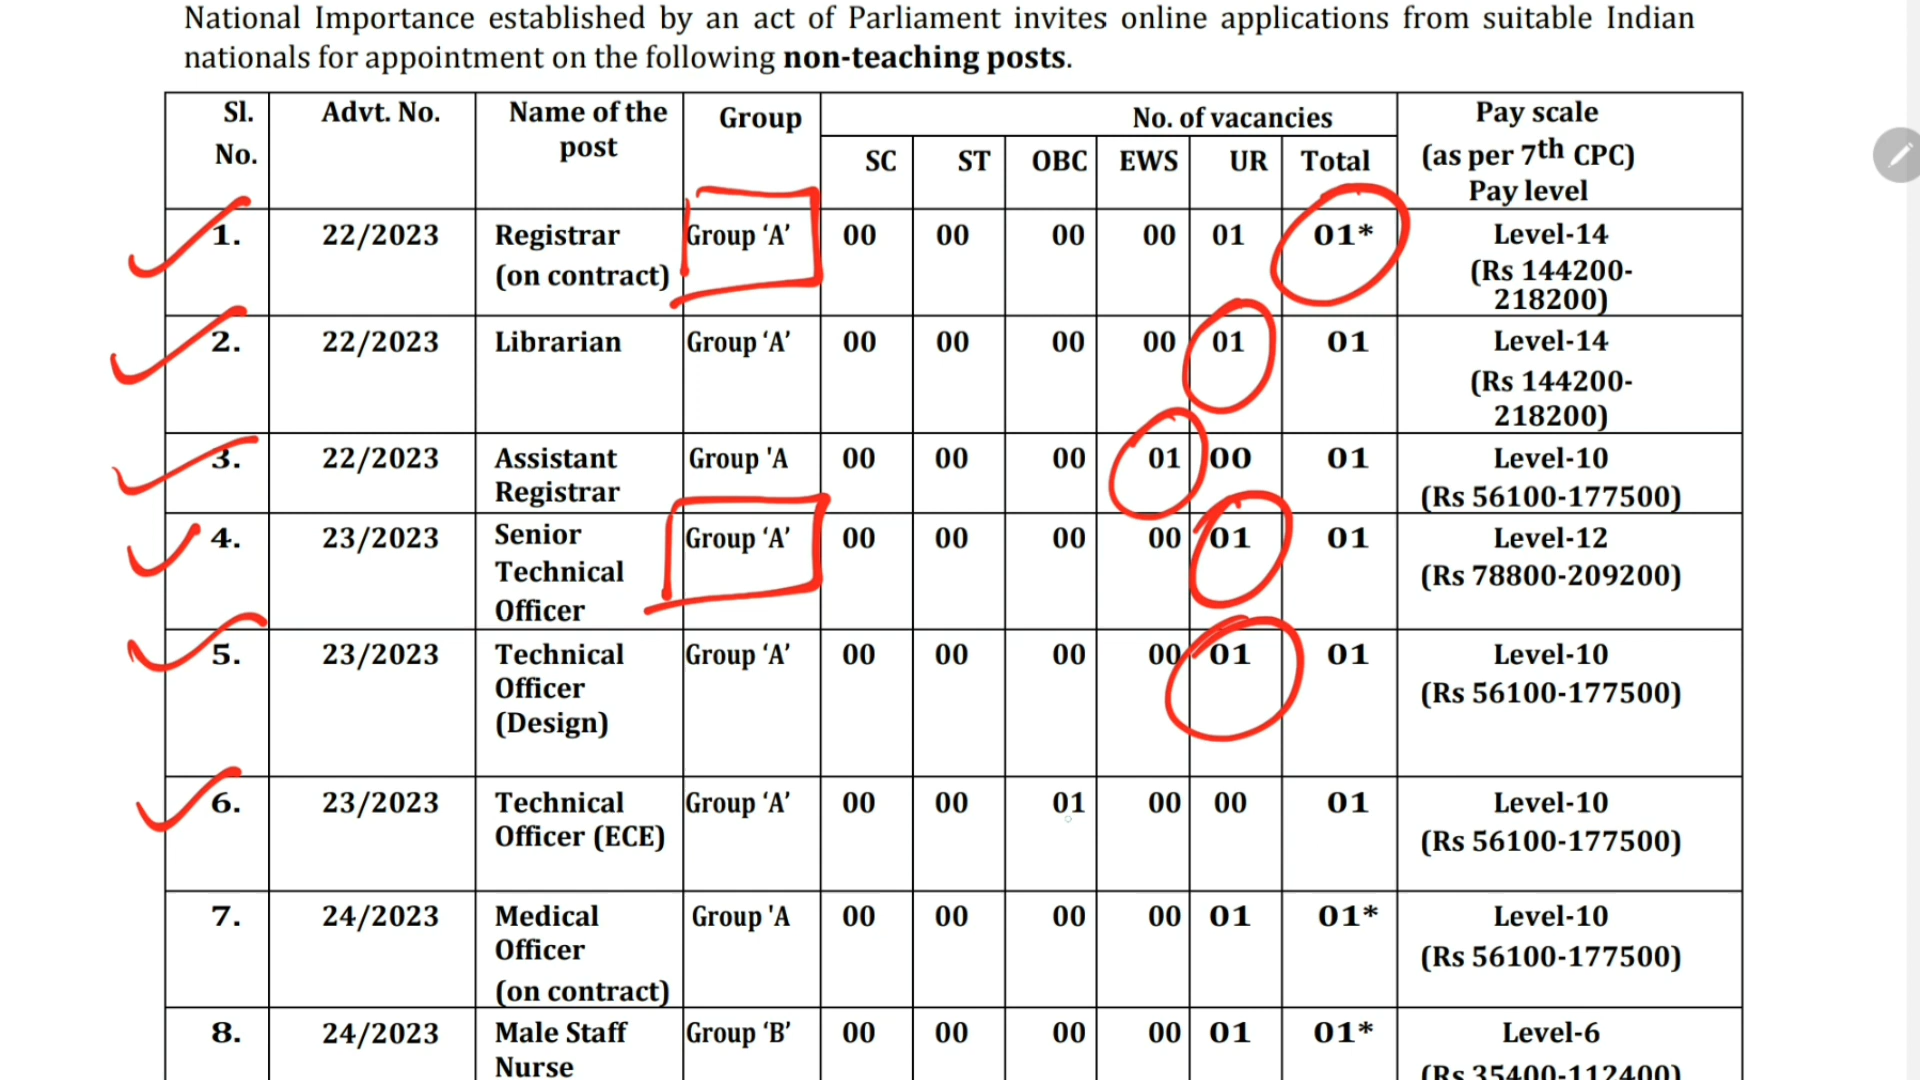 National Importance established by an act of Parliament invites online applications from suitable Indian
nationals for appointment on the following non-teaching posts.
Sl. No. Advt. No. Name of the post Group No. of vacancies Pay scale (as per 7th CPC) Pay level
SC ST OBC EWS UR Total
1. 22/2023 Registrar Group ‘A’ 00 00 00 00 01 01* Level-14
(on contract) (Rs 144200-
218200)
2. 22/2023 Librarian Group ‘A’ 00 00 00 00 01 01 Level-14
(Rs 144200-
218200)
3. 22/2023 Assistant Group 'A 00 00 00 01 00 01 Level-10
Registrar (Rs 56100-177500)
4. 23/2023 Senior Group ‘A’ 00 00 00 00 01 01 Level-12
Technical (Rs 78800-209200)
Officer
5. 23/2023 Technical Group ‘A’ 00 00 00 00 01 01 Level-10
Officer (Rs 56100-177500)
(Design)
6. 23/2023 Technical Group ‘A’ 00 00 01 00 00 01 Level-10
Officer (ECE) (Rs 56100-177500)
7. 24/2023 Medical Group 'A 00 00 00 00 01 01* Level-10
Officer (Rs 56100-177500)
(on contract)
8. 24/2023 Male Staff Group ‘B’ 00 00 00 00 01 01* Level-6
Nurse (Rs 35400-112400)